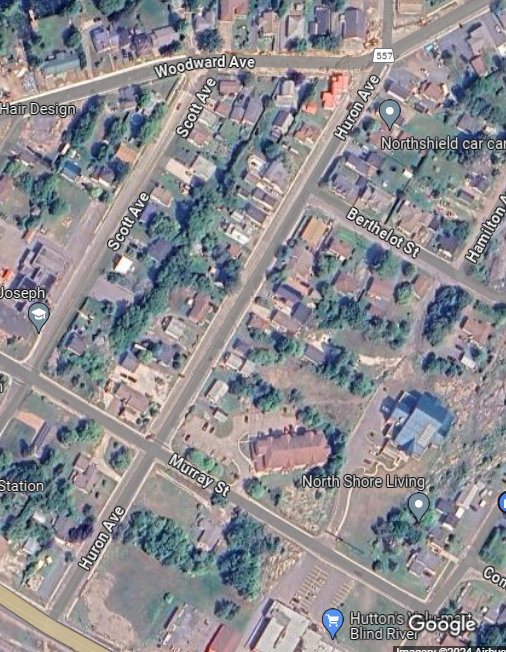 Woodward Ave
557
Scott Ave
Huron Ave
Hair Design
Northshield car car
Berthelot St
Hamilton A
Scott Ave
Joseph
Murray St
Station
North Shore Living
Huron Ave
Hutton's
Blind River
Google